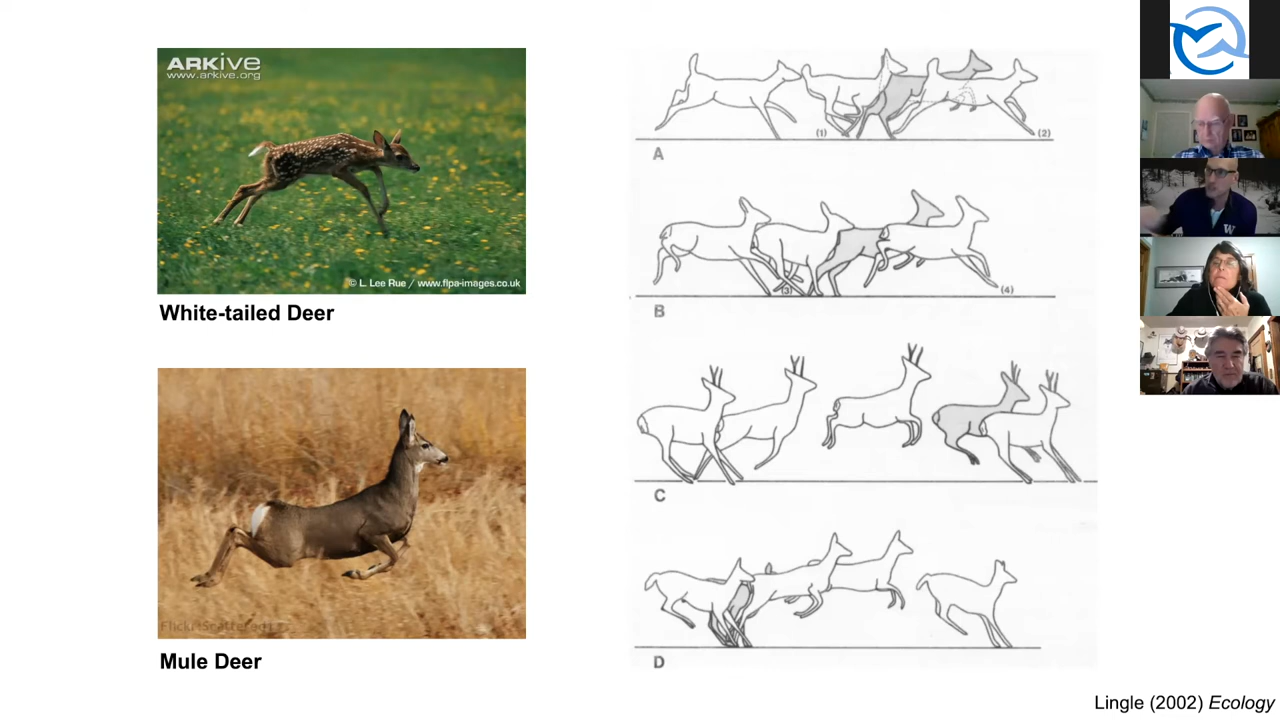 ARKIVE
www.arkive.org
© L. Lee Rue / www.flpa-images.co.uk
White-tailed Deer
Mule Deer
(1)
(2)
A
(3)
(4)
B
C
D
Lingle (2002) Ecology
W